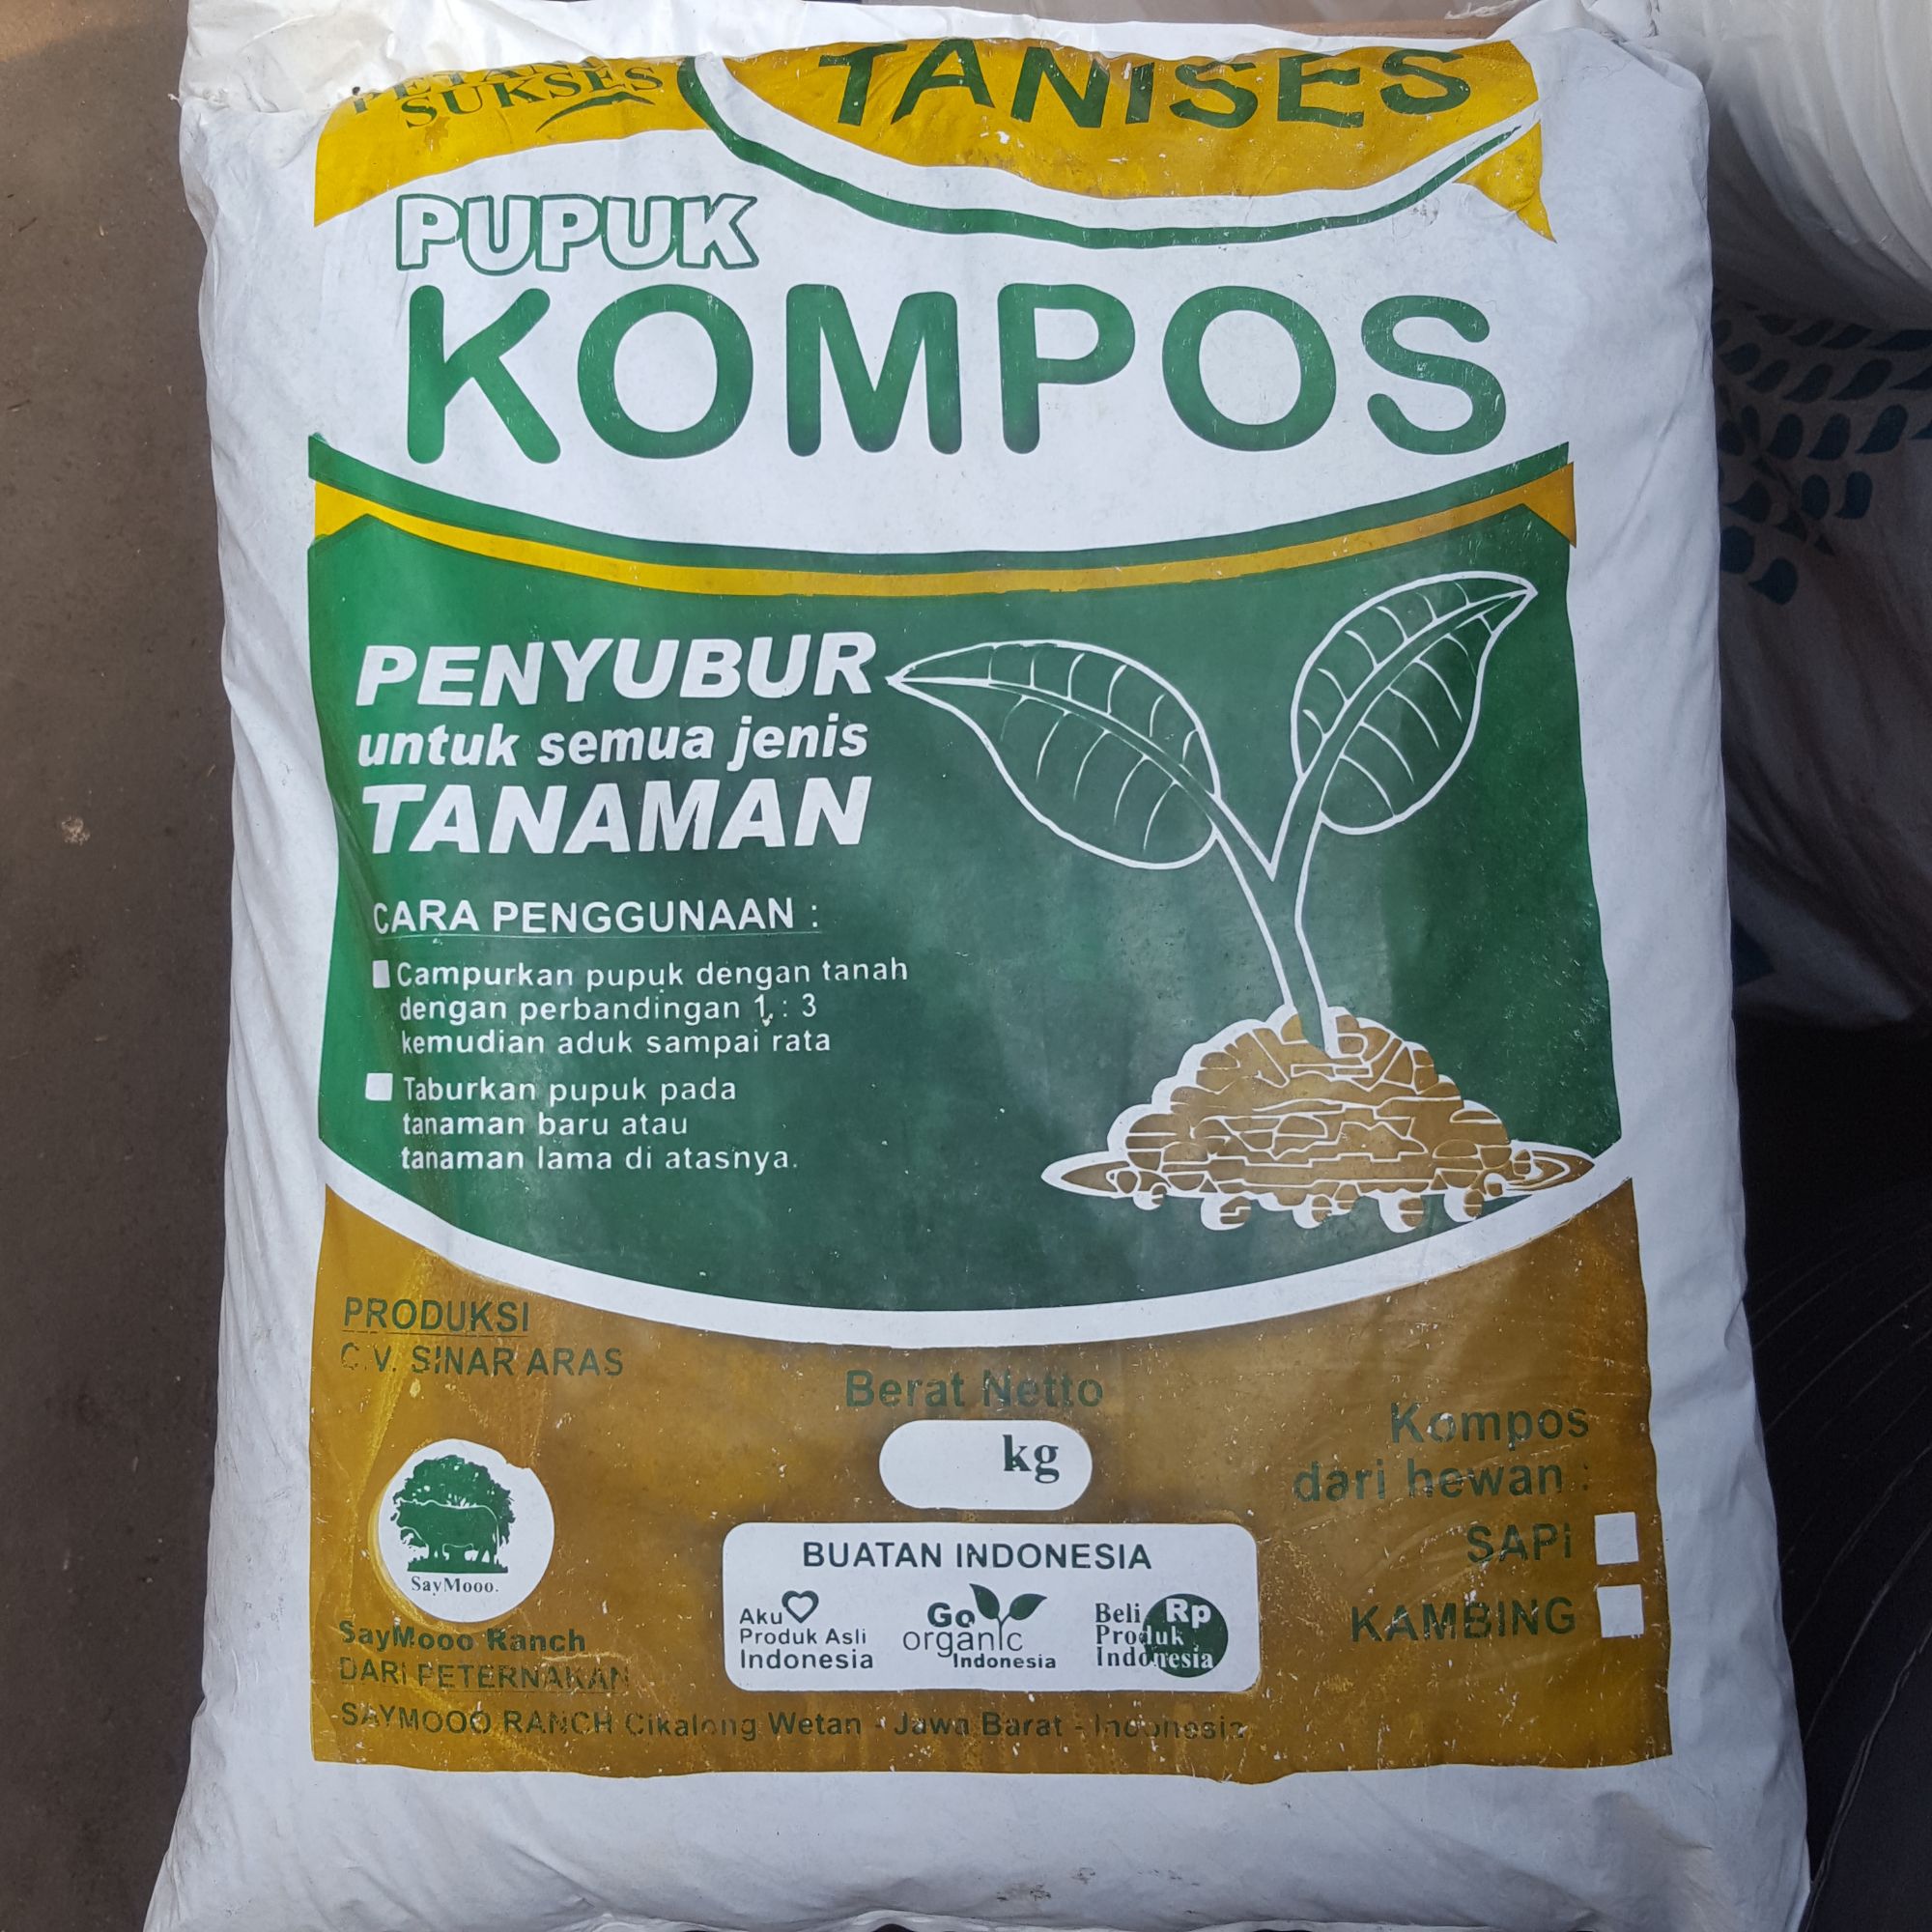 PETANI
SUKSES
TANISES
PUPUK
KOMPOS
PENYUBUR
untuk semua jenis
TANAMAN
CARA PENGGUNAAN :
Campurkan pupuk dengan tanah
dengan perbandingan 1 : 3
kemudian aduk sampai rata
Taburkan pupuk pada
tanaman baru atau
tanaman lama di atasnya.
PRODUKSI
C.V. SINAR ARAS
SayMooo.
SayMooo Ranch
DARI PETERNAKAN
SAYMOOO RANCH Cikalong Wetan - Jawa Barat - Indonesia
Berat Netto
kg
BUATAN INDONESIA
Aku
Produk Asli
Indonesia
Go
organic
Indonesia
Beli Rp
Produk
Indonesia
Kompos
dari hewan :
SAPI
KAMBING